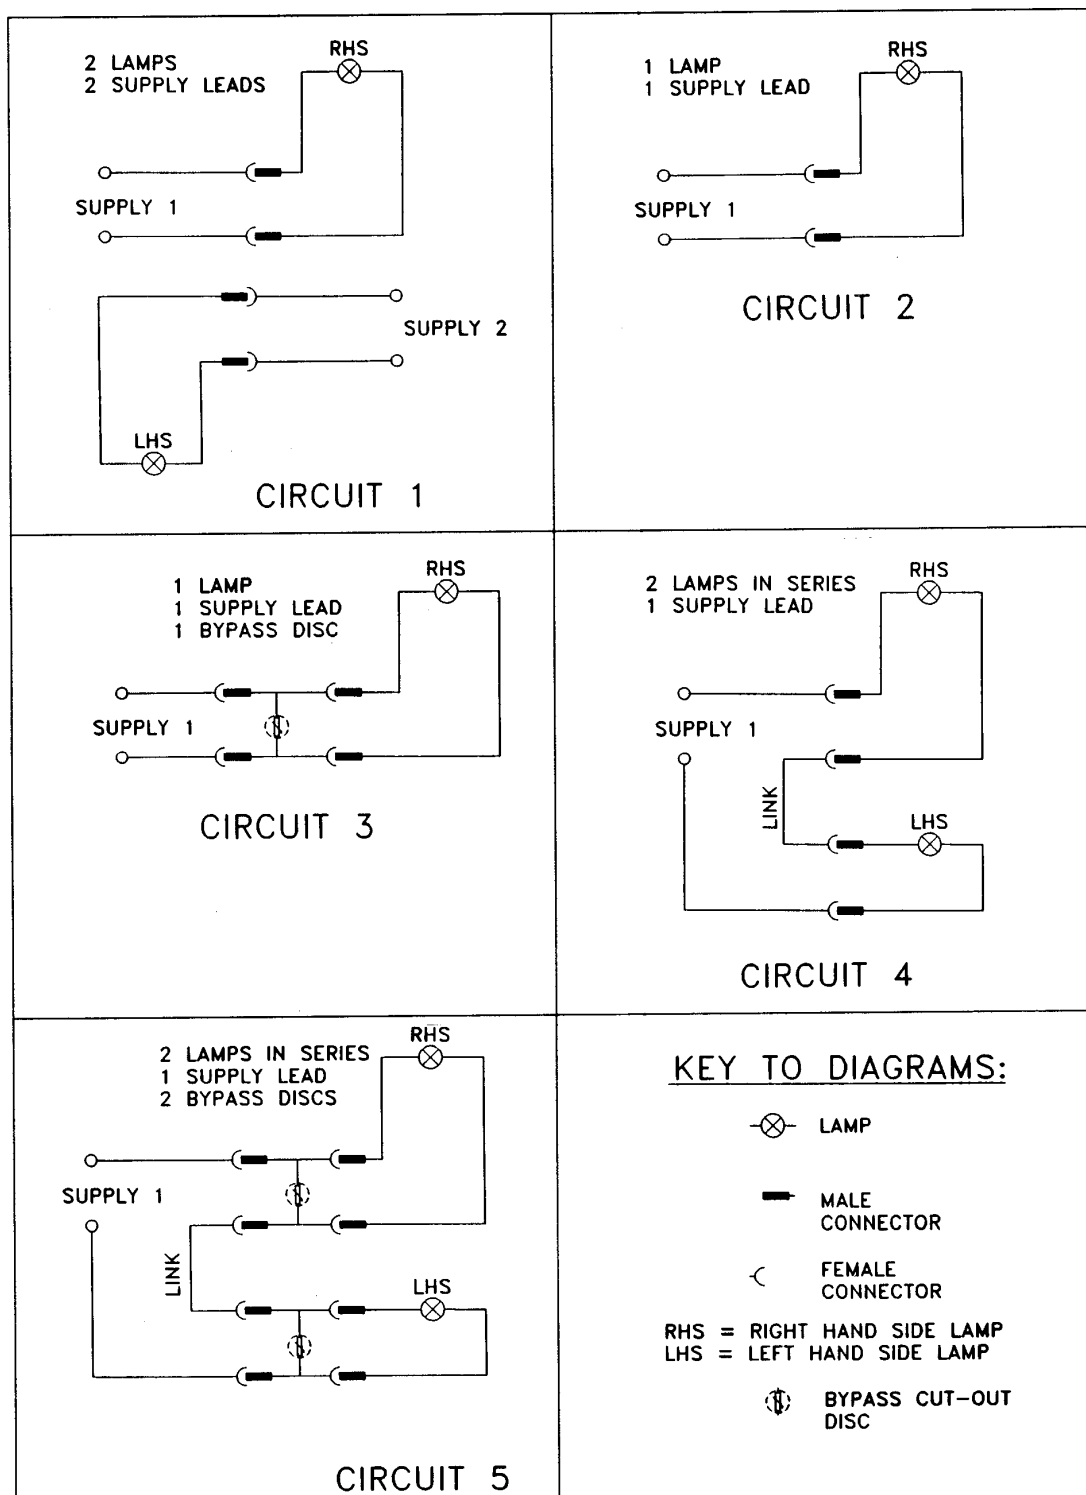 2 LAMPS
2 SUPPLY LEADS
RHS
SUPPLY 1
SUPPLY 2
LHS
CIRCUIT 1
1 LAMP
1 SUPPLY LEAD
RHS
SUPPLY 1
CIRCUIT 2
1 LAMP
1 SUPPLY LEAD
1 BYPASS DISC
RHS
SUPPLY 1
CIRCUIT 3
2 LAMPS IN SERIES
1 SUPPLY LEAD
RHS
SUPPLY 1
LINK
LHS
CIRCUIT 4
2 LAMPS IN SERIES
1 SUPPLY LEAD
2 BYPASS DISCS
RHS
SUPPLY 1
LINK
LHS
CIRCUIT 5
KEY TO DIAGRAMS:
LAMP
MALE
CONNECTOR
FEMALE
CONNECTOR
RHS = RIGHT HAND SIDE LAMP
LHS = LEFT HAND SIDE LAMP
BYPASS CUT-OUT
DISC